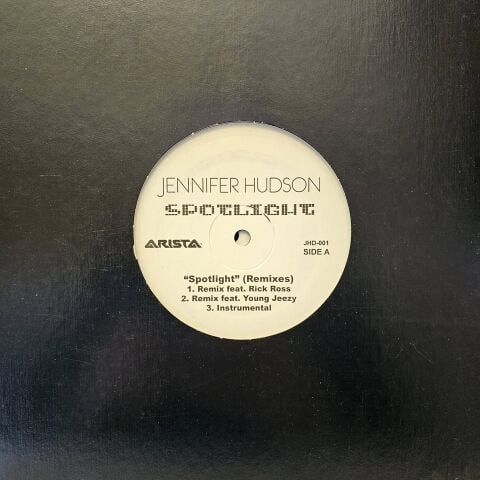 JENNIFER HUDSON
SPOTLIGHT
ARISTA
JHD-001
SIDE A
“Spotlight” (Remixes)
1. Remix feat. Rick Ross
2. Remix feat. Young Jeezy
3. Instrumental